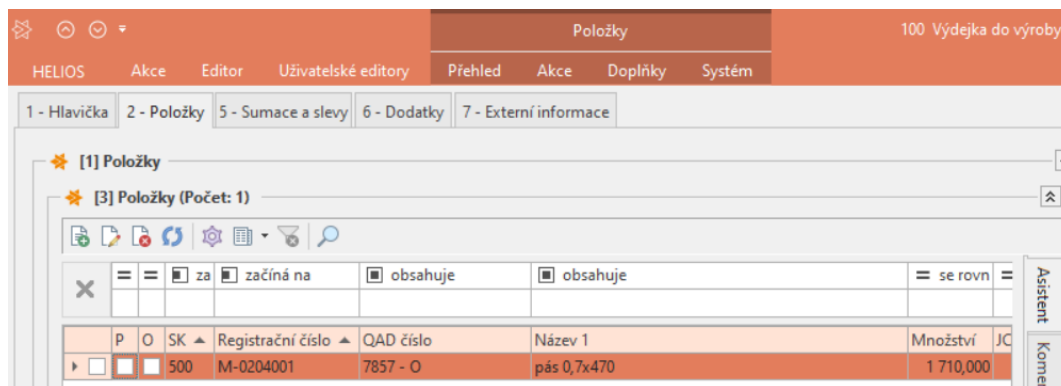 Položky
100 Výdejka do výroby
HELIOS Akce Editor Uživatelské editory Přehled Akce Doplňky Systém
1 - Hlavička 2 - Položky 5 - Sumace a slevy 6 - Dodatky 7 - Externí informace
[1] Položky
[3] Položky (Počet: 1)
= = za začíná na obsahuje obsahuje = se rovn =
P O SK Registrační číslo QAD číslo Název 1 Množství JC
500 M-0204001 7857 - O pás 0,7x470 1 710,000
Asistent
Komen